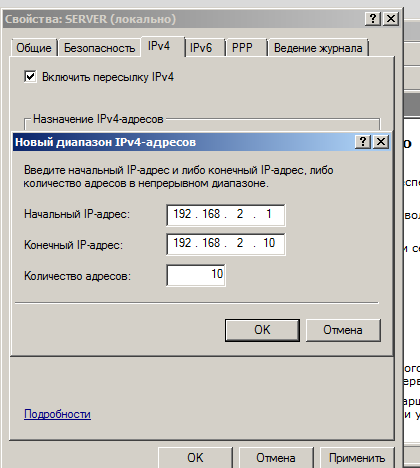 Свойства: SERVER (локально)
Общие Безопасность IPv4 IPv6 PPP Ведение журнала
Включить пересылку IPv4
Назначение IPv4-адресов
Новый диапазон IPv4-адресов
Введите начальный IP-адрес и либо конечный IP-адрес, либо
количество адресов в непрерывном диапазоне.
Начальный IP-адрес: 192 . 168 . 2 . 1
Конечный IP-адрес: 192 . 168 . 2 . 10
Количество адресов: 10
OK Отмена
Подробности
OK Отмена Применить